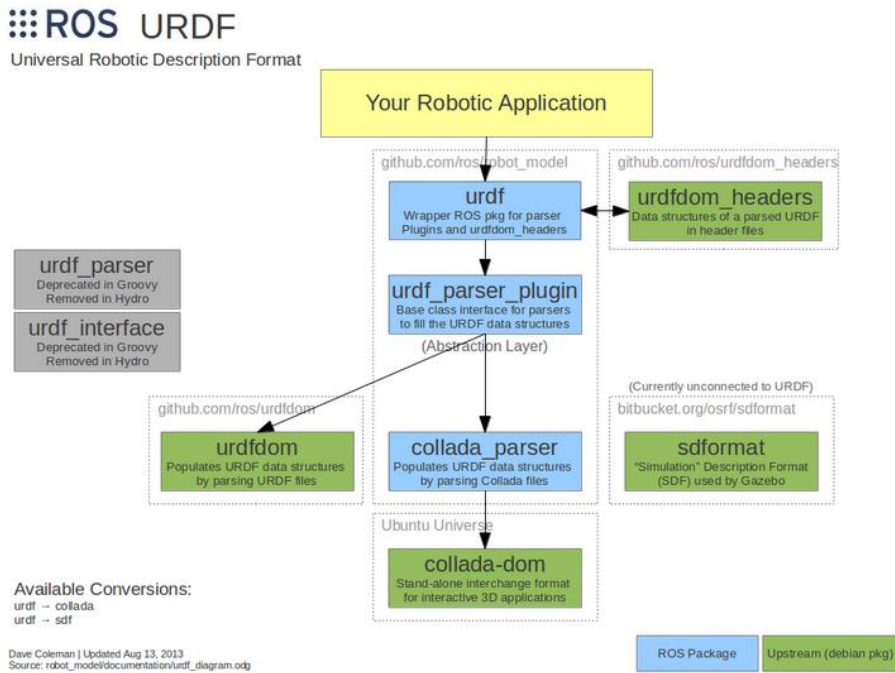 ROS URDF
Universal Robotic Description Format
Your Robotic Application
github.com/ros/robot_model
github.com/ros/urdfdom_headers
urdf
Wrapper ROS pkg for parser
Plugins and urdfdom_headers
urdfdom_headers
Data structures of a parsed URDF
in header files
urdf_parser
Deprecated in Groovy
Removed in Hydro
urdf_interface
Deprecated in Groovy
Removed in Hydro
urdf_parser_plugin
Base class interface for parsers
to fill the URDF data structures
(Abstraction Layer)
github.com/ros/urdfdom
urdfdom
Populates URDF data structures
by parsing URDF files
collada_parser
Populates URDF data structures
by parsing Collada files
(Currently unconnected to URDF)
bitbucket.org/osrf/sdformat
sdformat
"Simulation" Description Format
(SDF) used by Gazebo
Ubuntu Universe
collada-dom
Stand-alone interchange format
for interactive 3D applications
Available Conversions:
urdf → collada
urdf → sdf
Dave Coleman | Updated Aug 13, 2013
Source: robot_model/documentation/urdf_diagram.odg
ROS Package
Upstream (debian pkg)